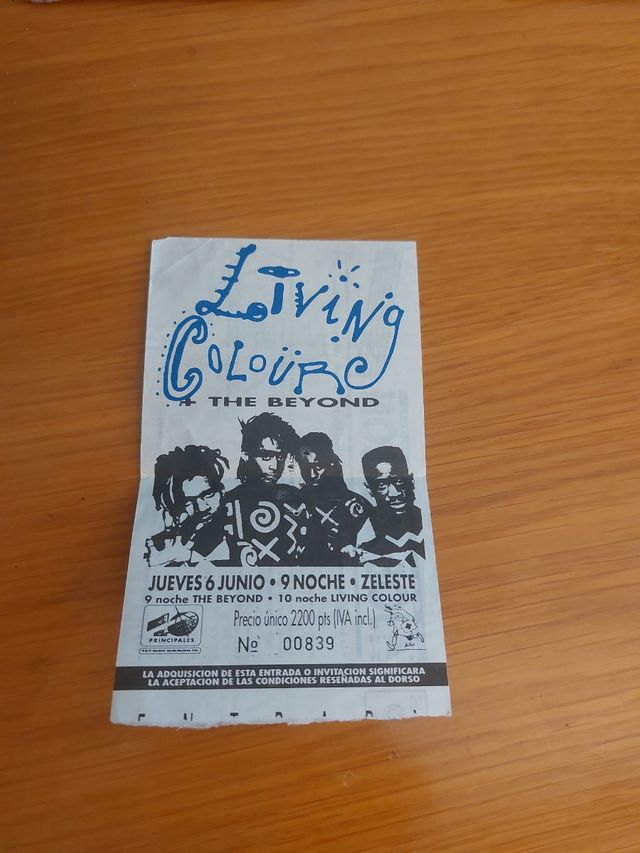 Living
Colour
+ THE BEYOND
JUEVES 6 JUNIO • 9 NOCHE • ZELESTE
9 noche THE BEYOND • 10 noche LIVING COLOUR
40
PRINCIPALES
Precio único 2200 pts (IVA incl.)
Nº 00839
LA ADQUISICION DE ESTA ENTRADA O INVITACION SIGNIFICARA
LA ACEPTACION DE LAS CONDICIONES RESEÑADAS AL DORSO